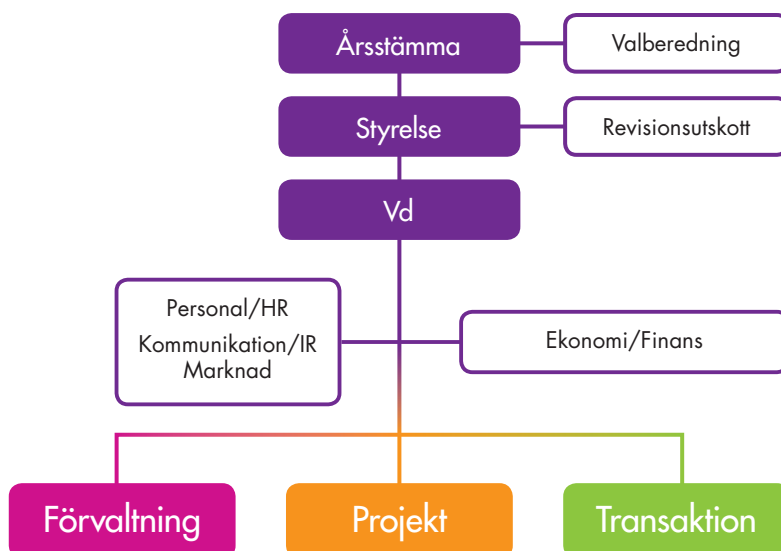 Årsstämma
Valberedning
Styrelse
Revisionsutskott
Vd
Personal/HR
Kommunikation/IR
Marknad
Ekonomi/Finans
Förvaltning
Projekt
Transaktion